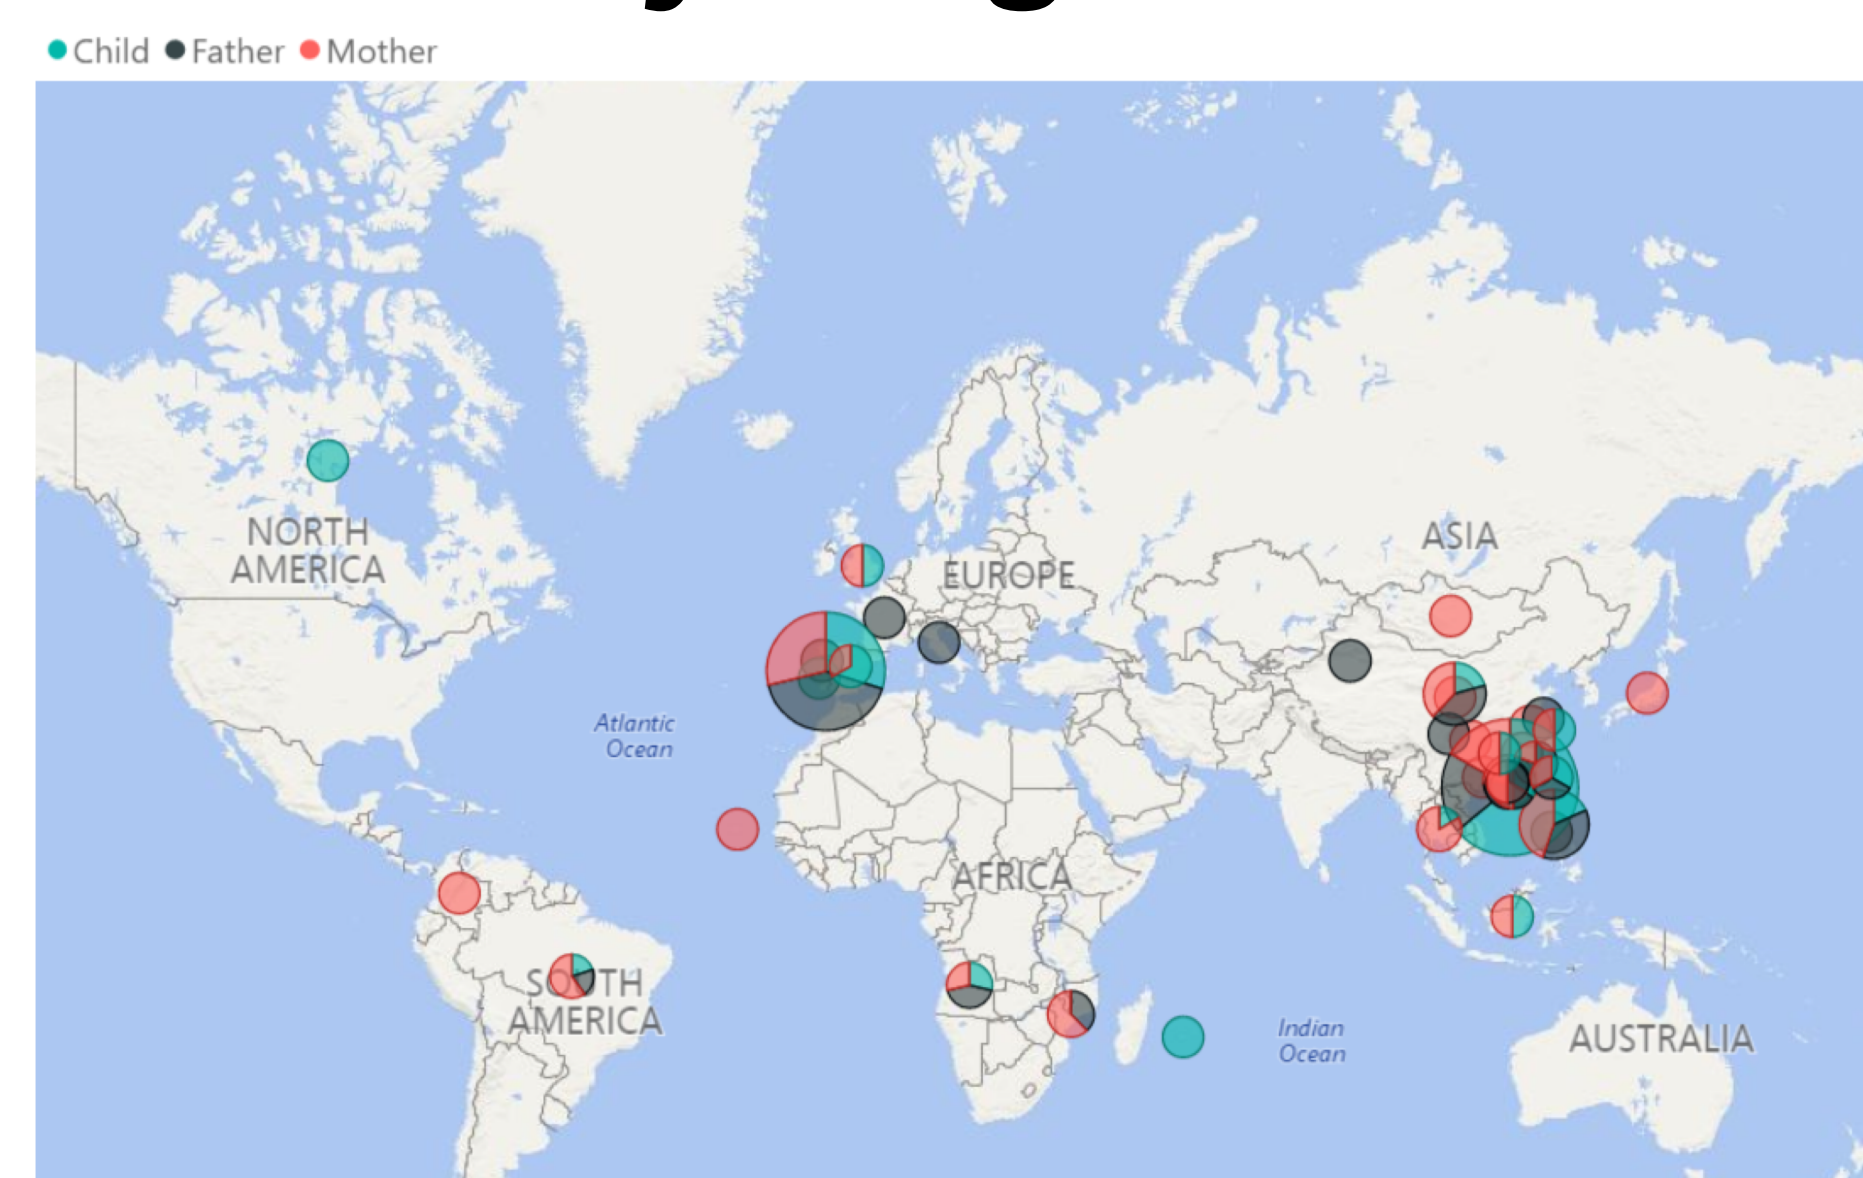 Child Father Mother
NORTH
AMERICA
ASIA
EUROPE
Atlantic
Ocean
AFRICA
SOUTH
AMERICA
Indian
Ocean
AUSTRALIA